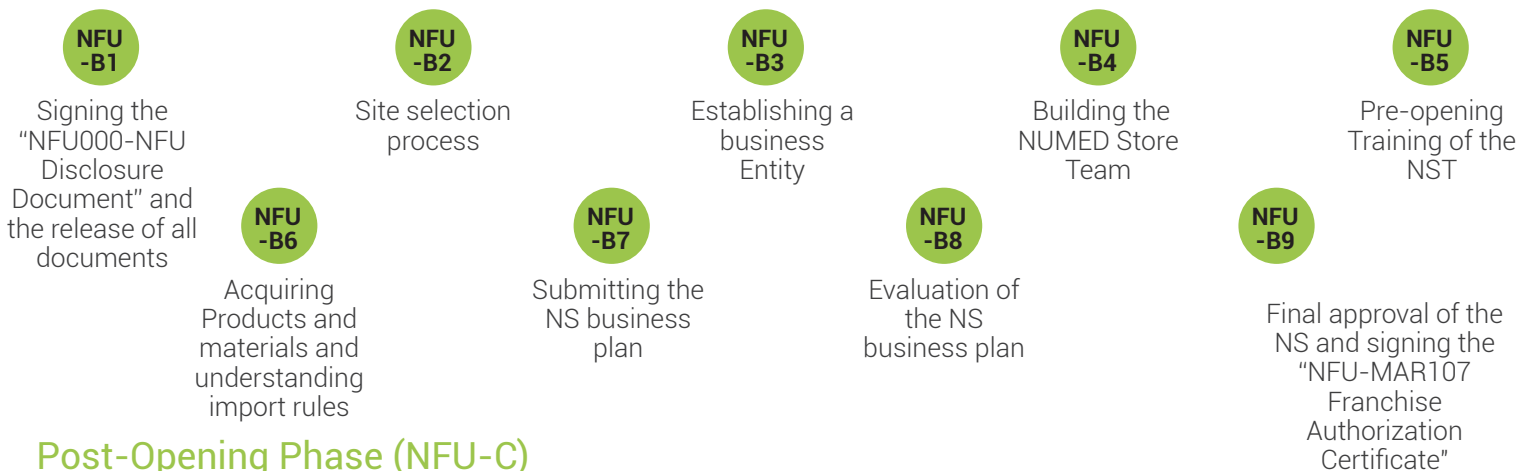 NFU
-B1
Signing the
“NFU000-NFU
Disclosure
Document” and
the release of all
documents
NFU
-B2
Site selection
process
NFU
-B3
Establishing a
business
Entity
NFU
-B4
Building the
NUMED Store
Team
NFU
-B5
Pre-opening
Training of the
NST
NFU
-B6
Acquiring
Products and
materials and
understanding
import rules
NFU
-B7
Submitting the
NS business
plan
NFU
-B8
Evaluation of
the NS
business plan
NFU
-B9
Final approval of the
NS and signing the
“NFU-MAR107
Franchise
Authorization
Certificate”
Post-Opening Phase (NFU-C)